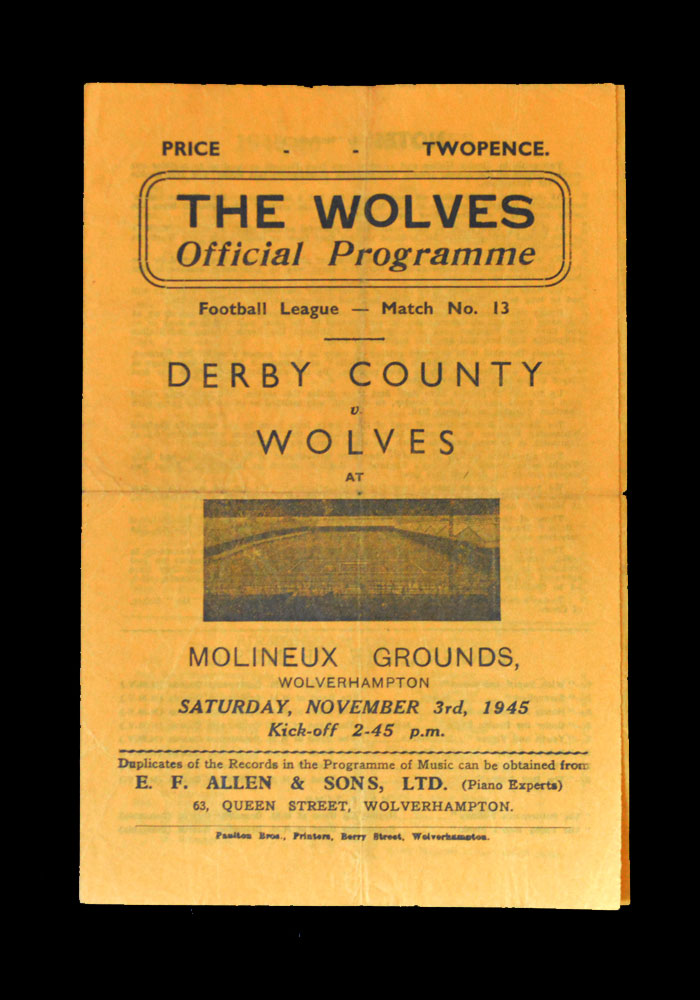 PRICE - - TWOPENCE.
THE WOLVES
Official Programme
Football League — Match No. 13
DERBY COUNTY
v.
WOLVES
AT
MOLINEUX GROUNDS,
WOLVERHAMPTON
SATURDAY, NOVEMBER 3rd, 1945
Kick-off 2-45 p.m.
Duplicates of the Records in the Programme of Music can be obtained from
E. F. ALLEN & SONS, LTD. (Piano Experts)
63, QUEEN STREET, WOLVERHAMPTON.
Paulton Bros., Printers, Berry Street, Wolverhampton.